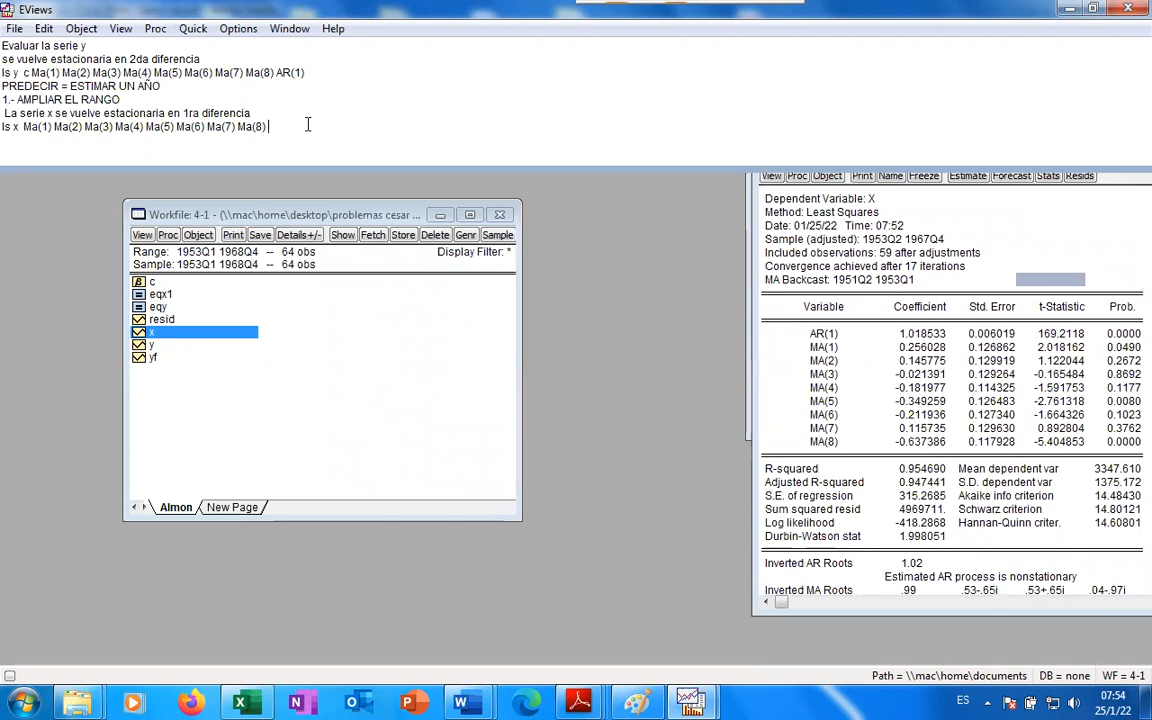 EViews
File Edit Object View Proc Quick Options Window Help
Evaluar la serie y
se vuelve estacionaria en 2da diferencia
ls y c Ma(1) Ma(2) Ma(3) Ma(4) Ma(5) Ma(6) Ma(7) Ma(8) AR(1)
PREDECIR = ESTIMAR UN AÑO
1.- AMPLIAR EL RANGO
La serie x se vuelve estacionaria en 1ra diferencia
ls x Ma(1) Ma(2) Ma(3) Ma(4) Ma(5) Ma(6) Ma(7) Ma(8)
Workfile: 4-1 - (\\mac\home\desktop\problemas cesar ...
View Proc Object Print Save Details+/- Show Fetch Store Delete Genr Sample
Range: 1953Q1 1968Q4 -- 64 obs Display Filter: *
Sample: 1953Q1 1968Q4 -- 64 obs
c
eqx1
eqy
resid
x
y
yf
Almon New Page
View Proc Object Print Name Freeze Estimate Forecast Stats Resids
Dependent Variable: X
Method: Least Squares
Date: 01/25/22 Time: 07:52
Sample (adjusted): 1953Q2 1967Q4
Included observations: 59 after adjustments
Convergence achieved after 17 iterations
MA Backcast: 1951Q2 1953Q1
Variable Coefficient Std. Error t-Statistic Prob.
AR(1) 1.018533 0.006019 169.2118 0.0000
MA(1) 0.256028 0.126862 2.018162 0.0490
MA(2) 0.145775 0.129919 1.122044 0.2672
MA(3) -0.021391 0.129264 -0.165484 0.8692
MA(4) -0.181977 0.114325 -1.591753 0.1177
MA(5) -0.349259 0.126483 -2.761318 0.0080
MA(6) -0.211936 0.127340 -1.664326 0.1023
MA(7) 0.115735 0.129630 0.892804 0.3762
MA(8) -0.637386 0.117928 -5.404853 0.0000
R-squared 0.954690 Mean dependent var 3347.610
Adjusted R-squared 0.947441 S.D. dependent var 1375.172
S.E. of regression 315.2685 Akaike info criterion 14.48430
Sum squared resid 4969711. Schwarz criterion 14.80121
Log likelihood -418.2868 Hannan-Quinn criter. 14.60801
Durbin-Watson stat 1.998051
Inverted AR Roots 1.02
Estimated AR process is nonstationary
Inverted MA Roots .99 .53-.65i .53+.65i .04-.97i
Path = \\mac\home\documents DB = none WF = 4-1
ES
07:54
25/1/22